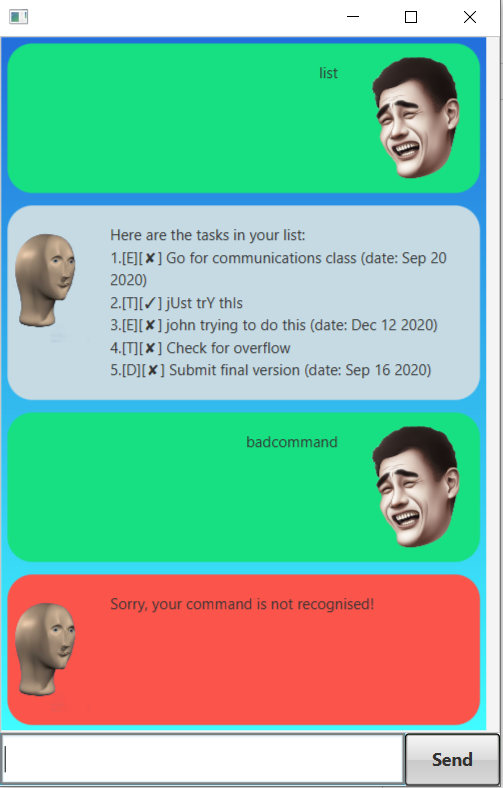 list
Here are the tasks in your list:
1.[E][✘] Go for communications class (date: Sep 20
2020)
2.[T][✓] jUst trY thIs
3.[E][✘] john trying to do this (date: Dec 12 2020)
4.[T][✘] Check for overflow
5.[D][✘] Submit final version (date: Sep 16 2020)
badcommand
Sorry, your command is not recognised!
Send